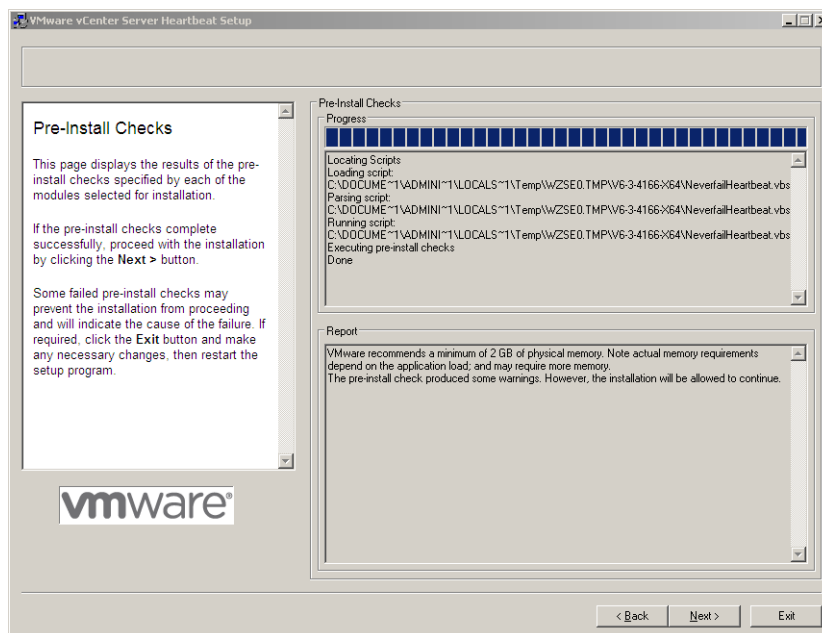 VMware vCenter Server Heartbeat Setup
Pre-Install Checks
This page displays the results of the pre-
install checks specified by each of the
modules selected for installation.
If the pre-install checks complete
successfully, proceed with the installation
by clicking the Next > button.
Some failed pre-install checks may
prevent the installation from proceeding
and will indicate the cause of the failure. If
required, click the Exit button and make
any necessary changes, then restart the
setup program.
vmware®
Pre-Install Checks
Progress
Locating Scripts
Loading script:
C:\DOCUME~1\ADMINI~1\LOCALS~1\Temp\WZSE0.TMP\V6-3-4166-X64\NeverfailHeartbeat.vbs
Parsing script:
C:\DOCUME~1\ADMINI~1\LOCALS~1\Temp\WZSE0.TMP\V6-3-4166-X64\NeverfailHeartbeat.vbs
Running script:
C:\DOCUME~1\ADMINI~1\LOCALS~1\Temp\WZSE0.TMP\V6-3-4166-X64\NeverfailHeartbeat.vbs
Executing pre-install checks
Done
Report
VMware recommends a minimum of 2 GB of physical memory. Note actual memory requirements
depend on the application load; and may require more memory.
The pre-install check produced some warnings. However, the installation will be allowed to continue.
< Back
Next >
Exit